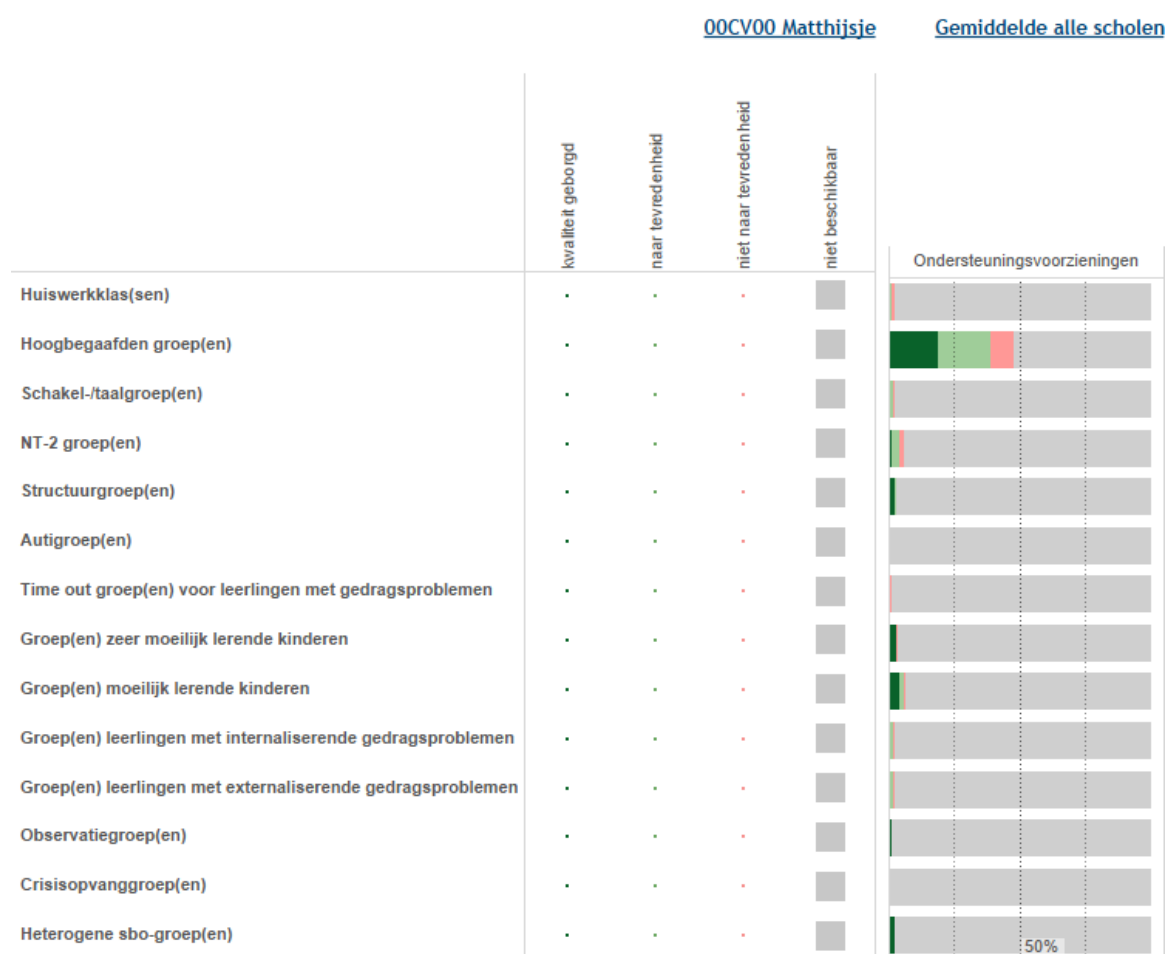 00CV00 Matthijsje
Gemiddelde alle scholen
kwaliteit geborgd
naar tevredenheid
niet naar tevredenheid
niet beschikbaar
Ondersteuningsvoorzieningen
Huiswerkklas(sen)
Hoogbegaafden groep(en)
Schakel-/taalgroep(en)
NT-2 groep(en)
Structuurgroep(en)
Autigroep(en)
Time out groep(en) voor leerlingen met gedragsproblemen
Groep(en) zeer moeilijk lerende kinderen
Groep(en) moeilijk lerende kinderen
Groep(en) leerlingen met internaliserende gedragsproblemen
Groep(en) leerlingen met externaliserende gedragsproblemen
Observatiegroep(en)
Crisisopvanggroep(en)
Heterogene sbo-groep(en)
50%